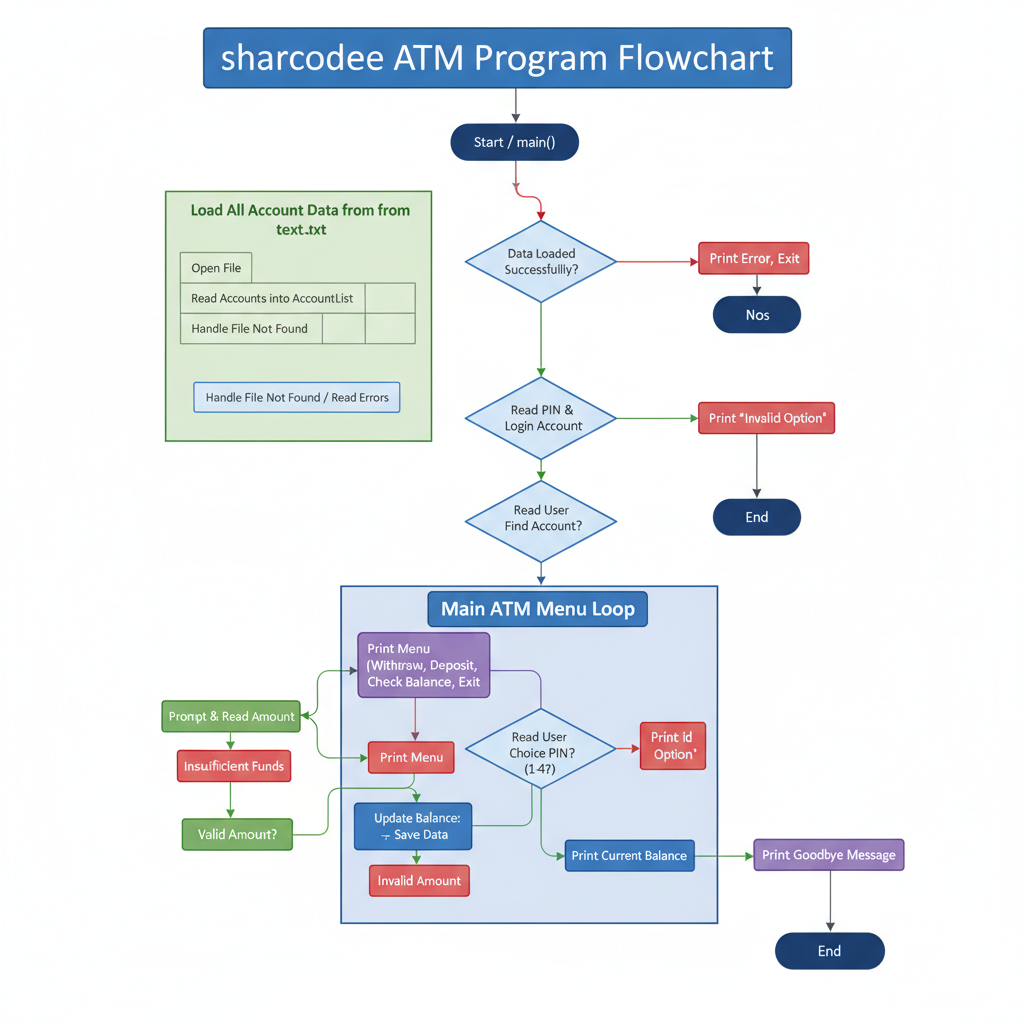 sharcodee ATM Program Flowchart
Start / main()
Load All Account Data from from
text.txt
Open File
Read Accounts into AccountList
Handle File Not Found
Handle File Not Found / Read Errors
Data Loaded
Successfully?
Print Error, Exit
Nos
Read PIN &
Login Account
Print "Invalid Option"
End
Read User
Find Account?
Main ATM Menu Loop
Print Menu
(Withrsw, Deposit,
Check Balance, Exit
Prompt & Read Amount
Insufficient Funds
Valid Amount?
Print Menu
Read User
Choice PIN?
(1-4?)
Print id
Option"
Update Balance:
Save Data
Invalid Amount
Print Current Balance
Print Goodbye Message
End